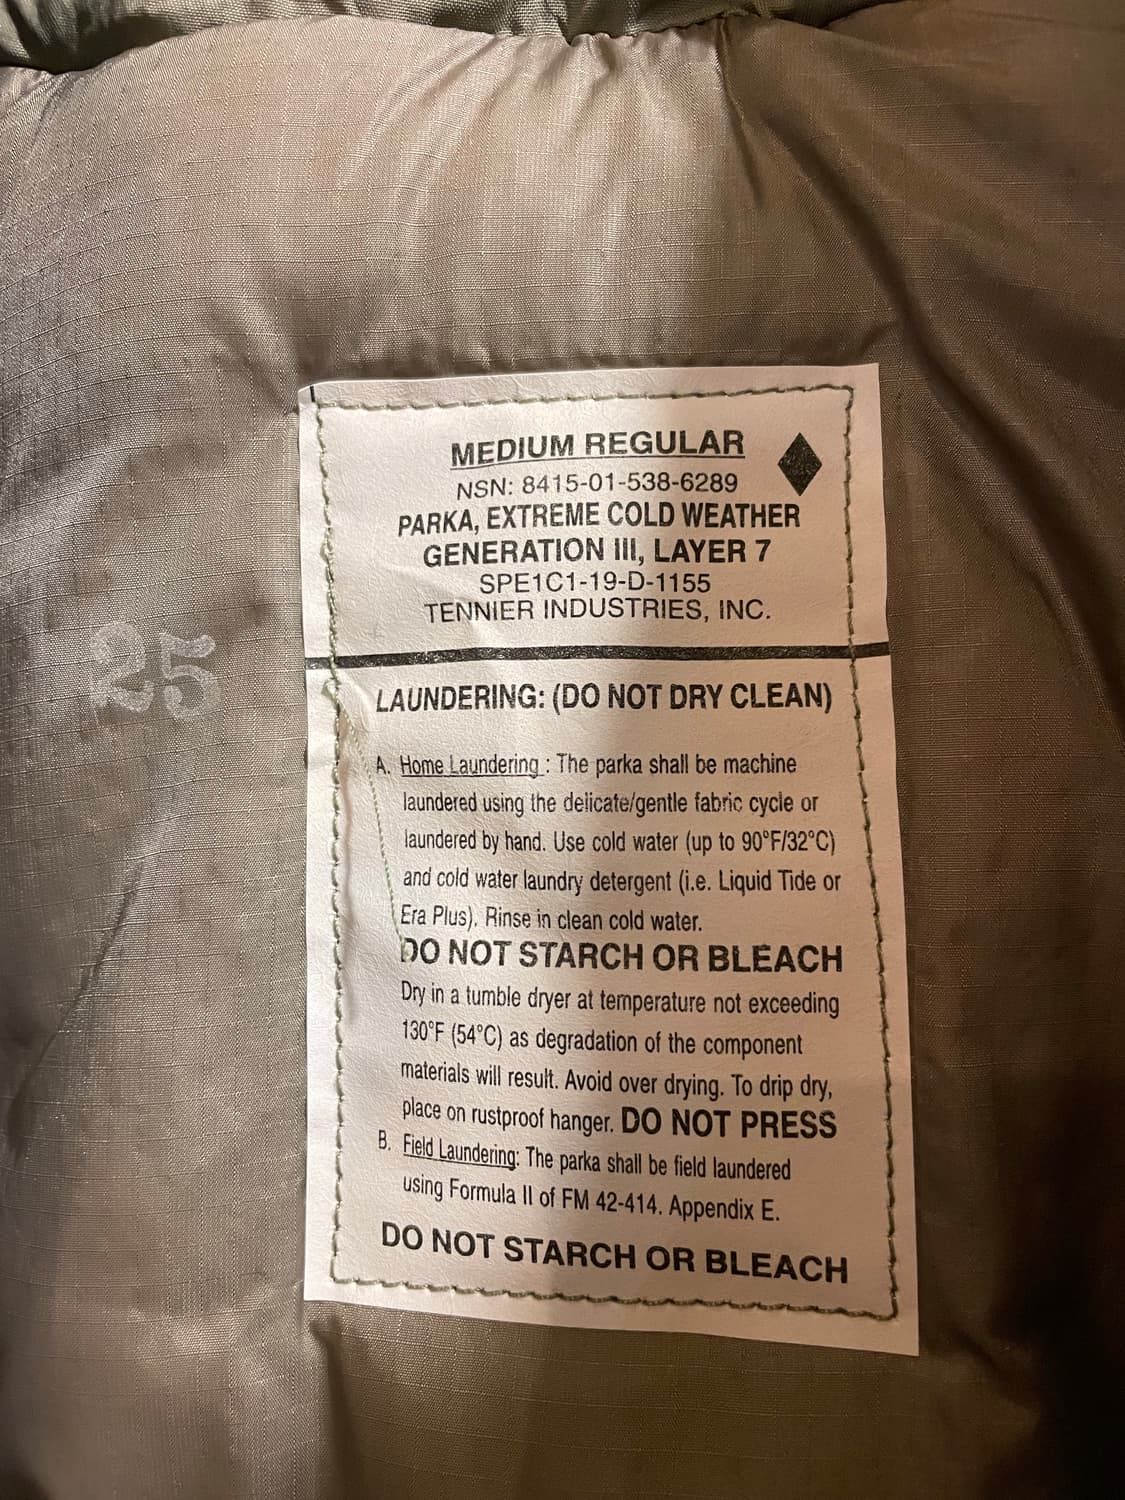 MEDIUM REGULAR
NSN: 8415-01-538-6289
PARKA, EXTREME COLD WEATHER
GENERATION III, LAYER 7
SPE1C1-19-D-1155
TENNIER INDUSTRIES, INC.
25
LAUNDERING: (DO NOT DRY CLEAN)
A. Home Laundering : The parka shall be machine
laundered using the delicate/gentle fabric cycle or
laundered by hand. Use cold water (up to 90°F/32°C)
and cold water laundry detergent (i.e. Liquid Tide or
Era Plus). Rinse in clean cold water.
DO NOT STARCH OR BLEACH
Dry in a tumble dryer at temperature not exceeding
130°F (54°C) as degradation of the component
materials will result. Avoid over drying. To drip dry,
place on rustproof hanger. DO NOT PRESS
B. Field Laundering: The parka shall be field laundered
using Formula II of FM 42-414. Appendix E.
DO NOT STARCH OR BLEACH